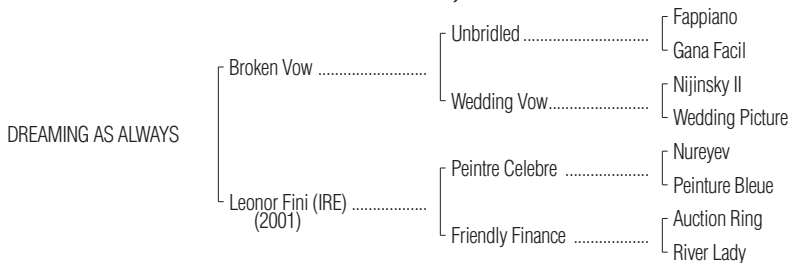 Fappiano
Unbridled ..............................
Gana Facil
Broken Vow ..........................
Nijinsky II
Wedding Vow........................
Wedding Picture
DREAMING AS ALWAYS
Nureyev
Peintre Celebre ....................
Peinture Bleue
Leonor Fini (IRE) ..................
(2001)
Auction Ring
Friendly Finance ..................
River Lady